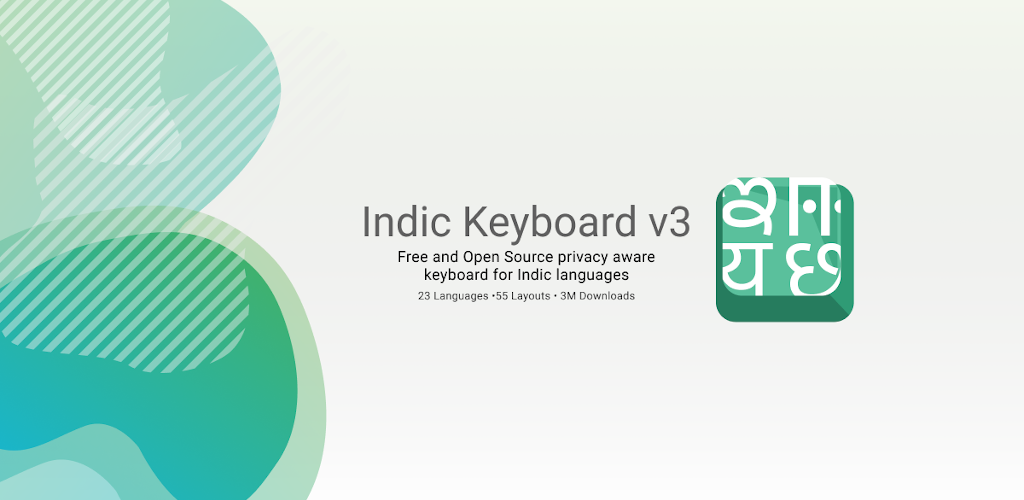 Indic Keyboard v3
Free and Open Source privacy aware
keyboard for Indic languages
23 Languages •55 Layouts • 3M Downloads
य छ